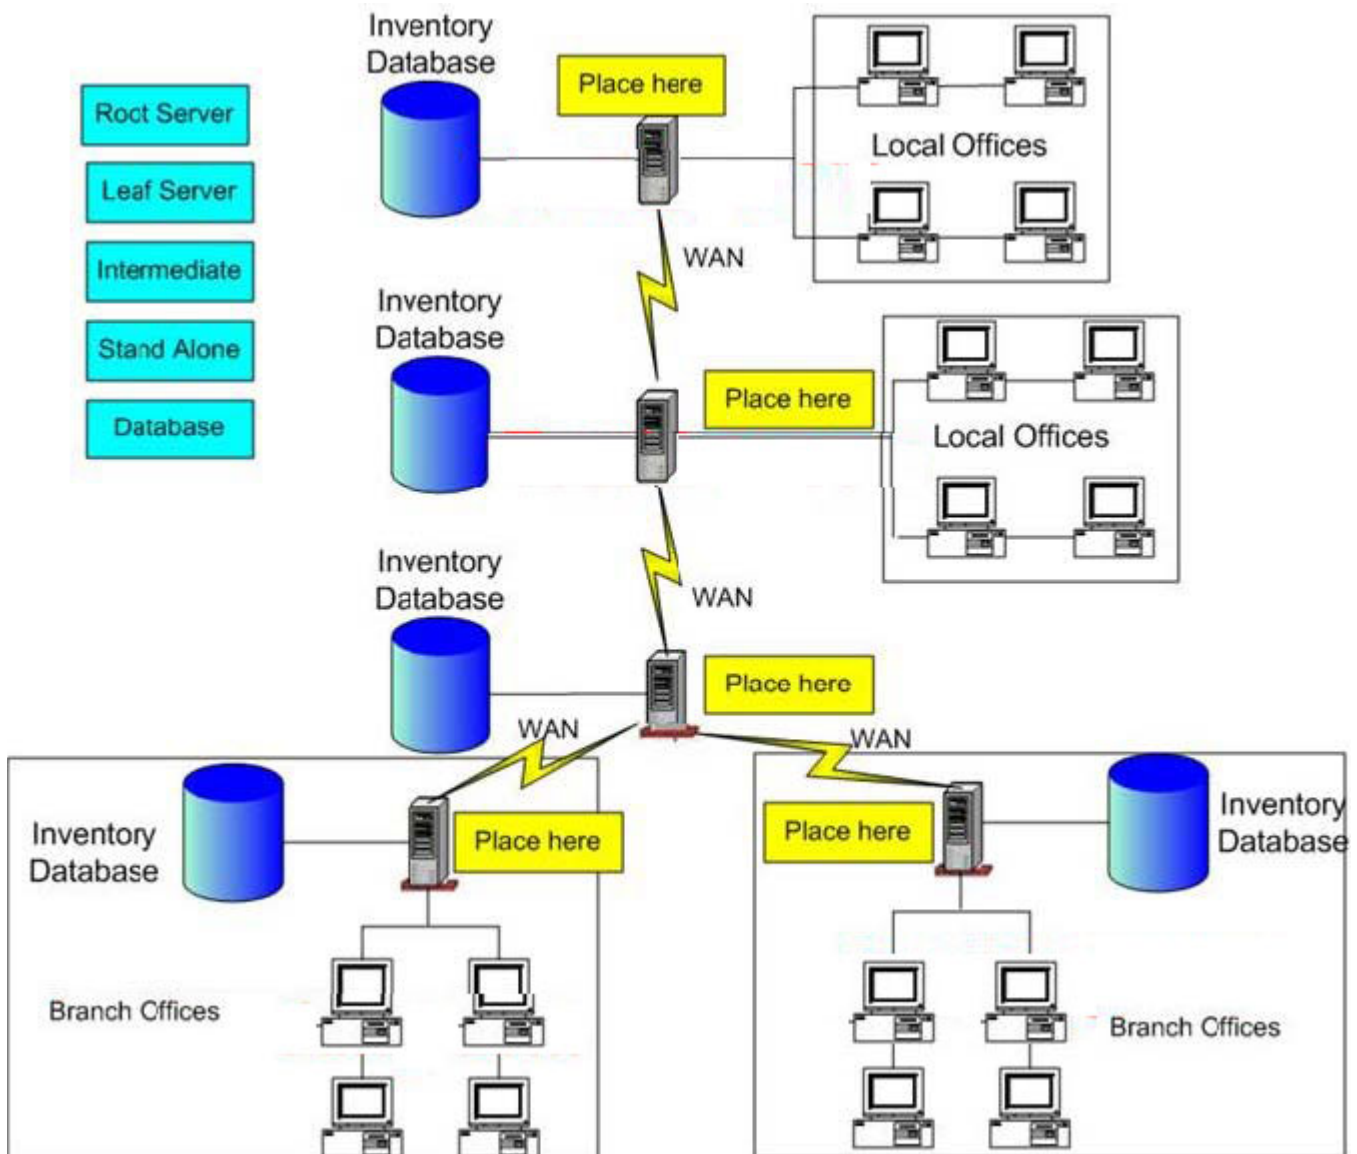 Inventory
Database
Place here
Root Server
Leaf Server
Intermediate
Stand Alone
Database
Local Offices
WAN
Inventory
Database
Place here
Local Offices
Inventory
Database
WAN
Place here
WAN
WAN
Inventory
Database
Place here
Place here
Inventory
Database
Branch Offices
Branch Offices